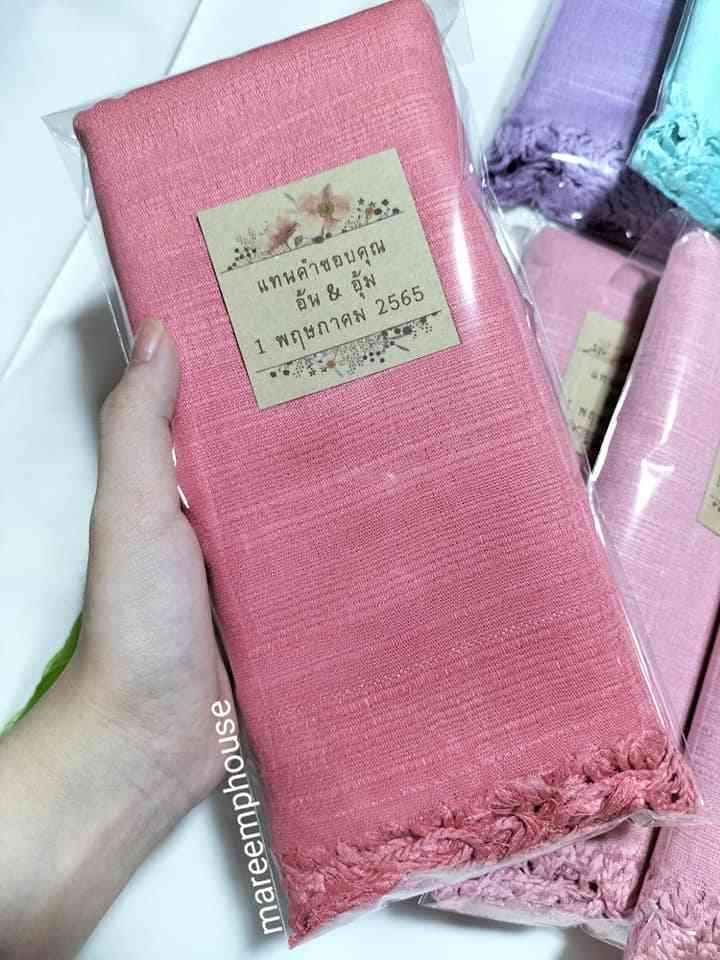 แทนคำขอบคุณ
อ้น & อุ้ม
1 พฤษภาคม 2565
mareemphouse